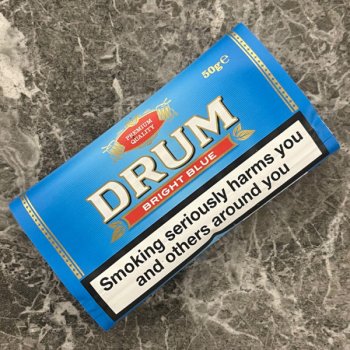 50g℮
PREMIUM
QUALITY
DRUM
BRIGHT BLUE
Smoking seriously harms you
and others around you